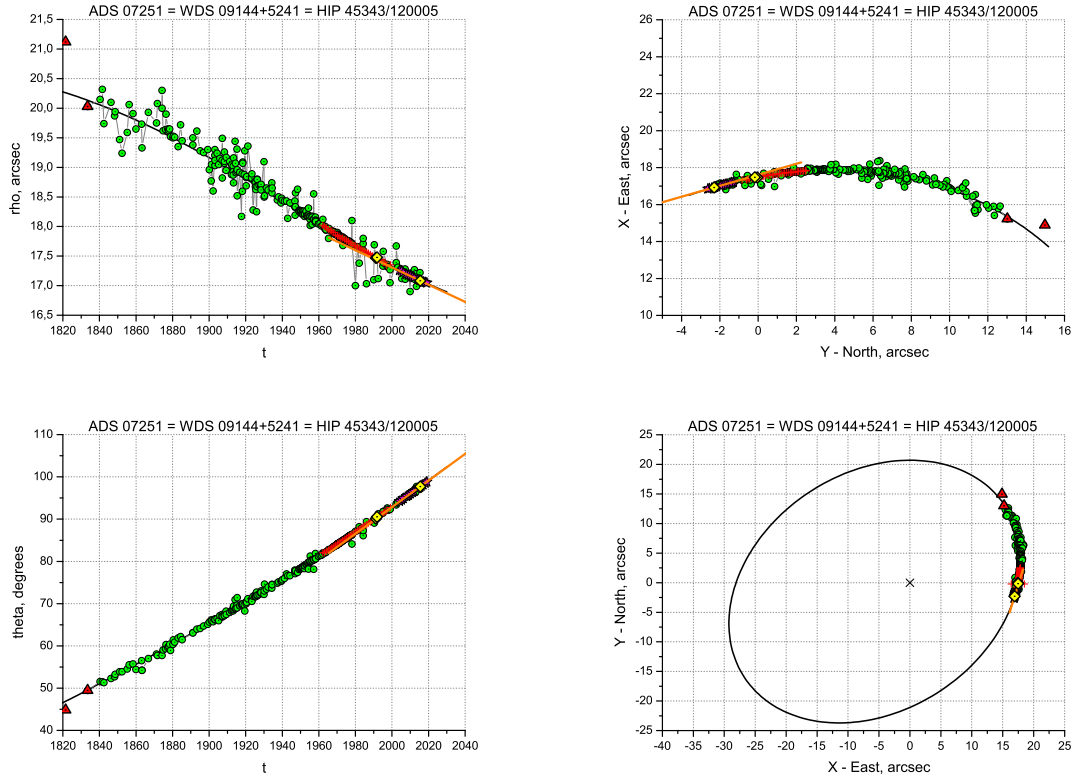 ADS 07251 = WDS 09144+5241 = HIP 45343/120005
21,5
21,0
20,5
20,0
19,5
19,0
18,5
18,0
17,5
17,0
16,5
rho, arcsec
1820 1840 1860 1880 1900 1920 1940 1960 1980 2000 2020 2040
t
ADS 07251 = WDS 09144+5241 = HIP 45343/120005
26
24
22
20
18
16
14
12
10
X - East, arcsec
-4 -2 0 2 4 6 8 10 12 14 16
Y - North, arcsec
ADS 07251 = WDS 09144+5241 = HIP 45343/120005
110
100
90
80
70
60
50
40
theta, degrees
1820 1840 1860 1880 1900 1920 1940 1960 1980 2000 2020 2040
t
ADS 07251 = WDS 09144+5241 = HIP 45343/120005
25
20
15
10
5
0
-5
-10
-15
-20
-25
Y - North, arcsec
-40 -35 -30 -25 -20 -15 -10 -5 0 5 10 15 20 25
X - East, arcsec